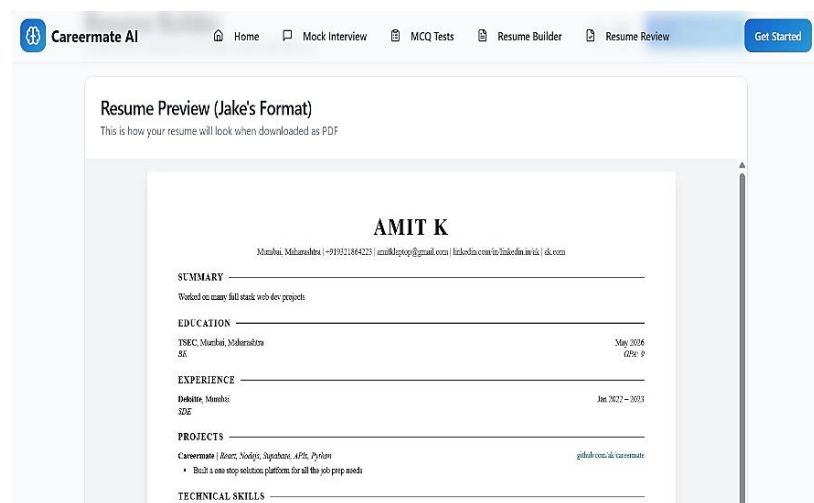 Careermate AI
Home Mock Interview MCQ Tests Resume Builder Resume Review Get Started
Resume Preview (Jake's Format)
This is how your resume will look when downloaded as PDF
AMIT K
Mumbai, Maharashtra | +919321864223 | amitkleptop@gmail.com | linkedin.com/in/linkedin.in/ak | ak.com
SUMMARY
Worked on many full stack web dev projects
EDUCATION
TSEC, Mumbai, Maharashtra May 2026
BE GPA: 9
EXPERIENCE
Deloitte, Mumbai Jan 2022 – 2023
SDE
PROJECTS
Careermate | React, Nodejs, Supabase, APIs, Python github.com/ak/careermate
• Built a one stop solution platform for all the job prep needs
TECHNICAL SKILLS